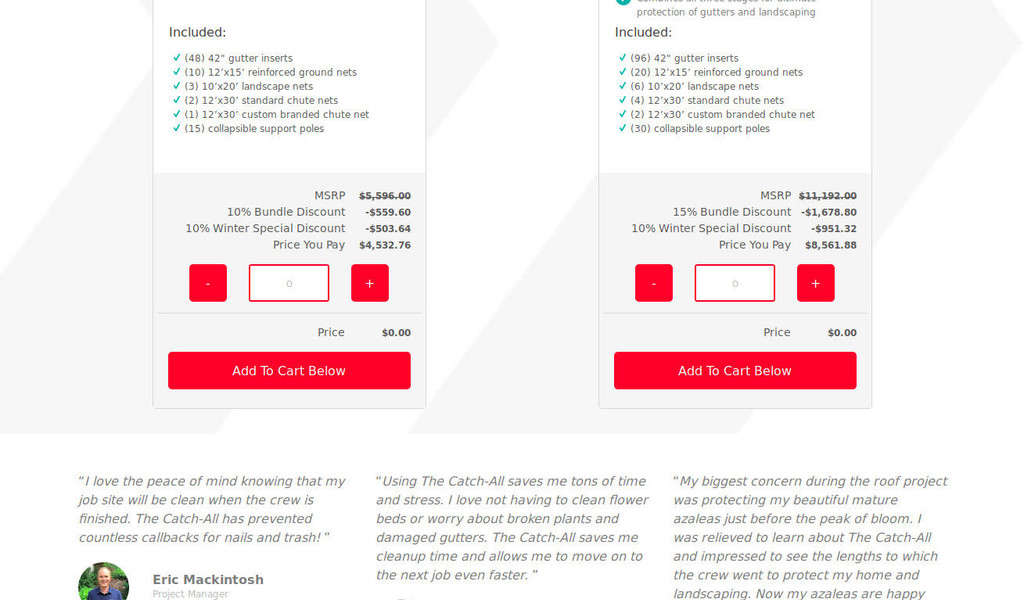 Combines all three stages for ultimate
protection of gutters and landscaping
Included:
(48) 42" gutter inserts
(10) 12’x15’ reinforced ground nets
(3) 10’x20’ landscape nets
(2) 12’x30’ standard chute nets
(1) 12’x30’ custom branded chute net
(15) collapsible support poles
MSRP $5,596.00
10% Bundle Discount -$559.60
10% Winter Special Discount -$503.64
Price You Pay $4,532.76
- 0 +
Price $0.00
Add To Cart Below
Included:
(96) 42" gutter inserts
(20) 12’x15’ reinforced ground nets
(6) 10’x20’ landscape nets
(4) 12’x30’ standard chute nets
(2) 12’x30’ custom branded chute net
(30) collapsible support poles
MSRP $11,192.00
15% Bundle Discount -$1,678.80
10% Winter Special Discount -$951.32
Price You Pay $8,561.88
- 0 +
Price $0.00
Add To Cart Below
"I love the peace of mind knowing that my
job site will be clean when the crew is
finished. The Catch-All has prevented
countless callbacks for nails and trash! "
Eric Mackintosh
Project Manager
"Using The Catch-All saves me tons of time
and stress. I love not having to clean flower
beds or worry about broken plants and
damaged gutters. The Catch-All saves me
cleanup time and allows me to move on to
the next job even faster. "
"My biggest concern during the roof project
was protecting my beautiful mature
azaleas just before the peak of bloom. I
was relieved to learn about The Catch-All
and impressed to see the lengths to which
the crew went to protect my home and
landscaping. Now my azaleas are happy